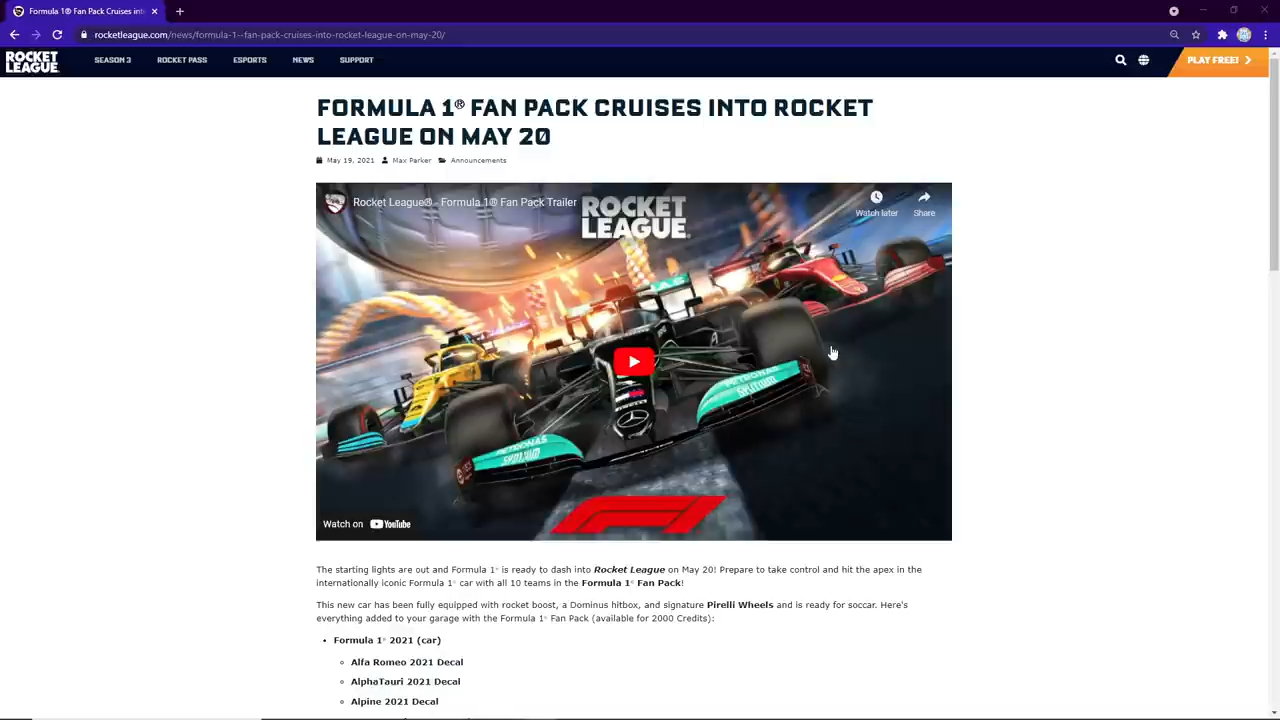 Formula 1® Fan Pack Cruises into
rocketleague.com/news/formula-1--fan-pack-cruises-into-rocket-league-on-may-20/
ROCKET LEAGUE
SEASON 3 ROCKET PASS ESPORTS NEWS SUPPORT PLAY FREE!
FORMULA 1® FAN PACK CRUISES INTO ROCKET
LEAGUE ON MAY 20
May 19, 2021 Max Parker Announcements
Rocket League® - Formula 1® Fan Pack Trailer
Watch later Share
ROCKET
LEAGUE
PETRONAS
SYNTIUM
PETRONAS
SYNTIUM
F1
Watch on YouTube
The starting lights are out and Formula 1® is ready to dash into Rocket League on May 20! Prepare to take control and hit the apex in the
internationally iconic Formula 1® car with all 10 teams in the Formula 1® Fan Pack!
This new car has been fully equipped with rocket boost, a Dominus hitbox, and signature Pirelli Wheels and is ready for soccar. Here's
everything added to your garage with the Formula 1® Fan Pack (available for 2000 Credits):
• Formula 1® 2021 (car)
Alfa Romeo 2021 Decal
AlphaTauri 2021 Decal
Alpine 2021 Decal